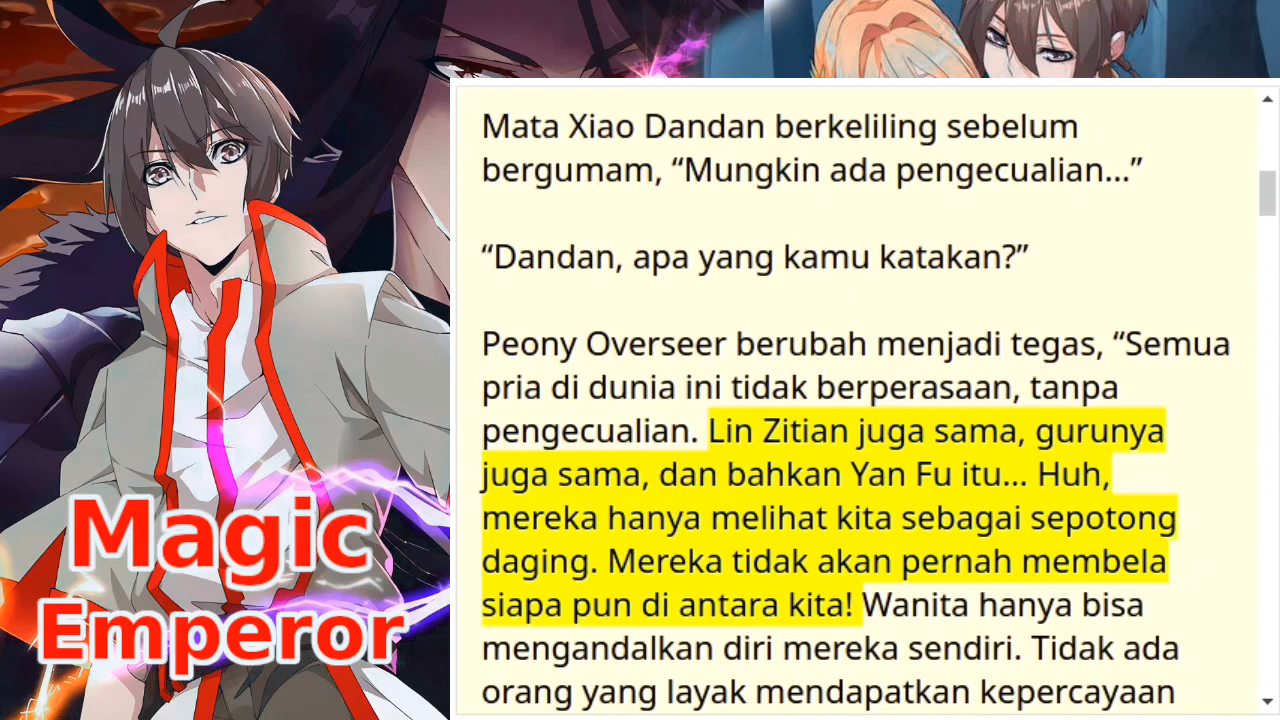 Magic
Emperor
Mata Xiao Dandan berkeliling sebelum
bergumam, “Mungkin ada pengecualian...”
“Dandan, apa yang kamu katakan?”
Peony Overseer berubah menjadi tegas, “Semua
pria di dunia ini tidak berperasaan, tanpa
pengecualian. Lin Zitian juga sama, gurunya
juga sama, dan bahkan Yan Fu itu... Huh,
mereka hanya melihat kita sebagai sepotong
daging. Mereka tidak akan pernah membela
siapa pun di antara kita! Wanita hanya bisa
mengandalkan diri mereka sendiri. Tidak ada
orang yang layak mendapatkan kepercayaan